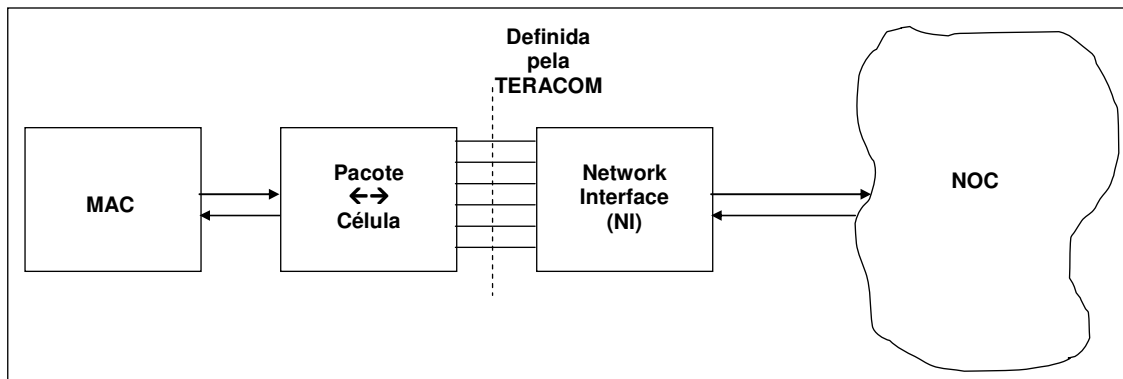 Definida
pela
TERACOM
MAC
Pacote
←→
Célula
Network
Interface
(NI)
NOC